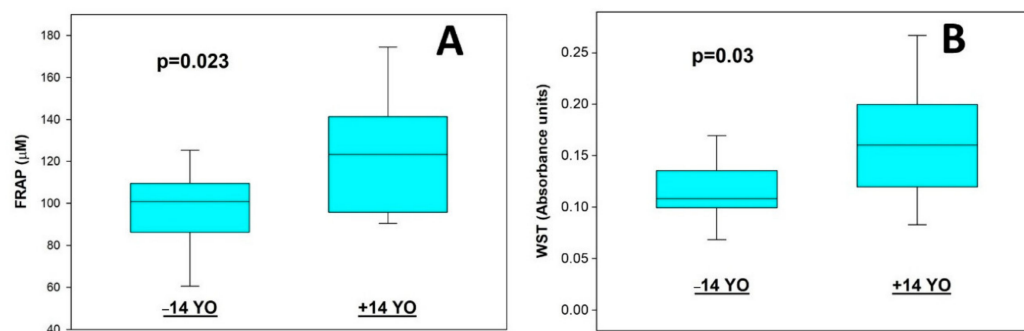 A
p=0.023
FRAP (μM)
180
160
140
120
100
80
60
40
–14 YO
+14 YO
B
p=0.03
WST (Absorbance units)
0.25
0.20
0.15
0.10
0.05
0.00
–14 YO
+14 YO